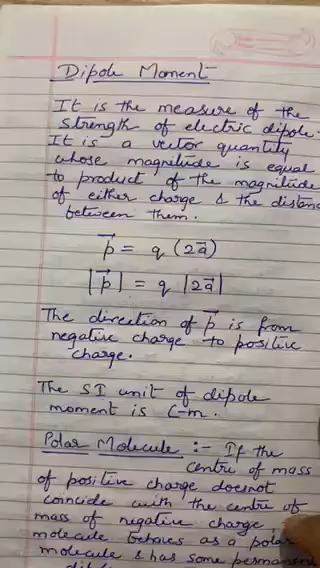 Dipole Moment
It is the measure of the
strength of electric dipole.
It is a vector quantity
whose magnitude is equal
to product of the magnitude
of either charge & the distance
between them.
p⃗ = q (2a⃗)
|p⃗| = q |2a⃗|
The direction of p⃗ is from
negative charge to positive
charge.
The SI unit of dipole
moment is C-m.
Polar Molecule :- If the
centre of mass
of positive charge doesnot
coincide with the centre of
mass of negative charge,
molecule behaves as a polar
molecule & has some permanent